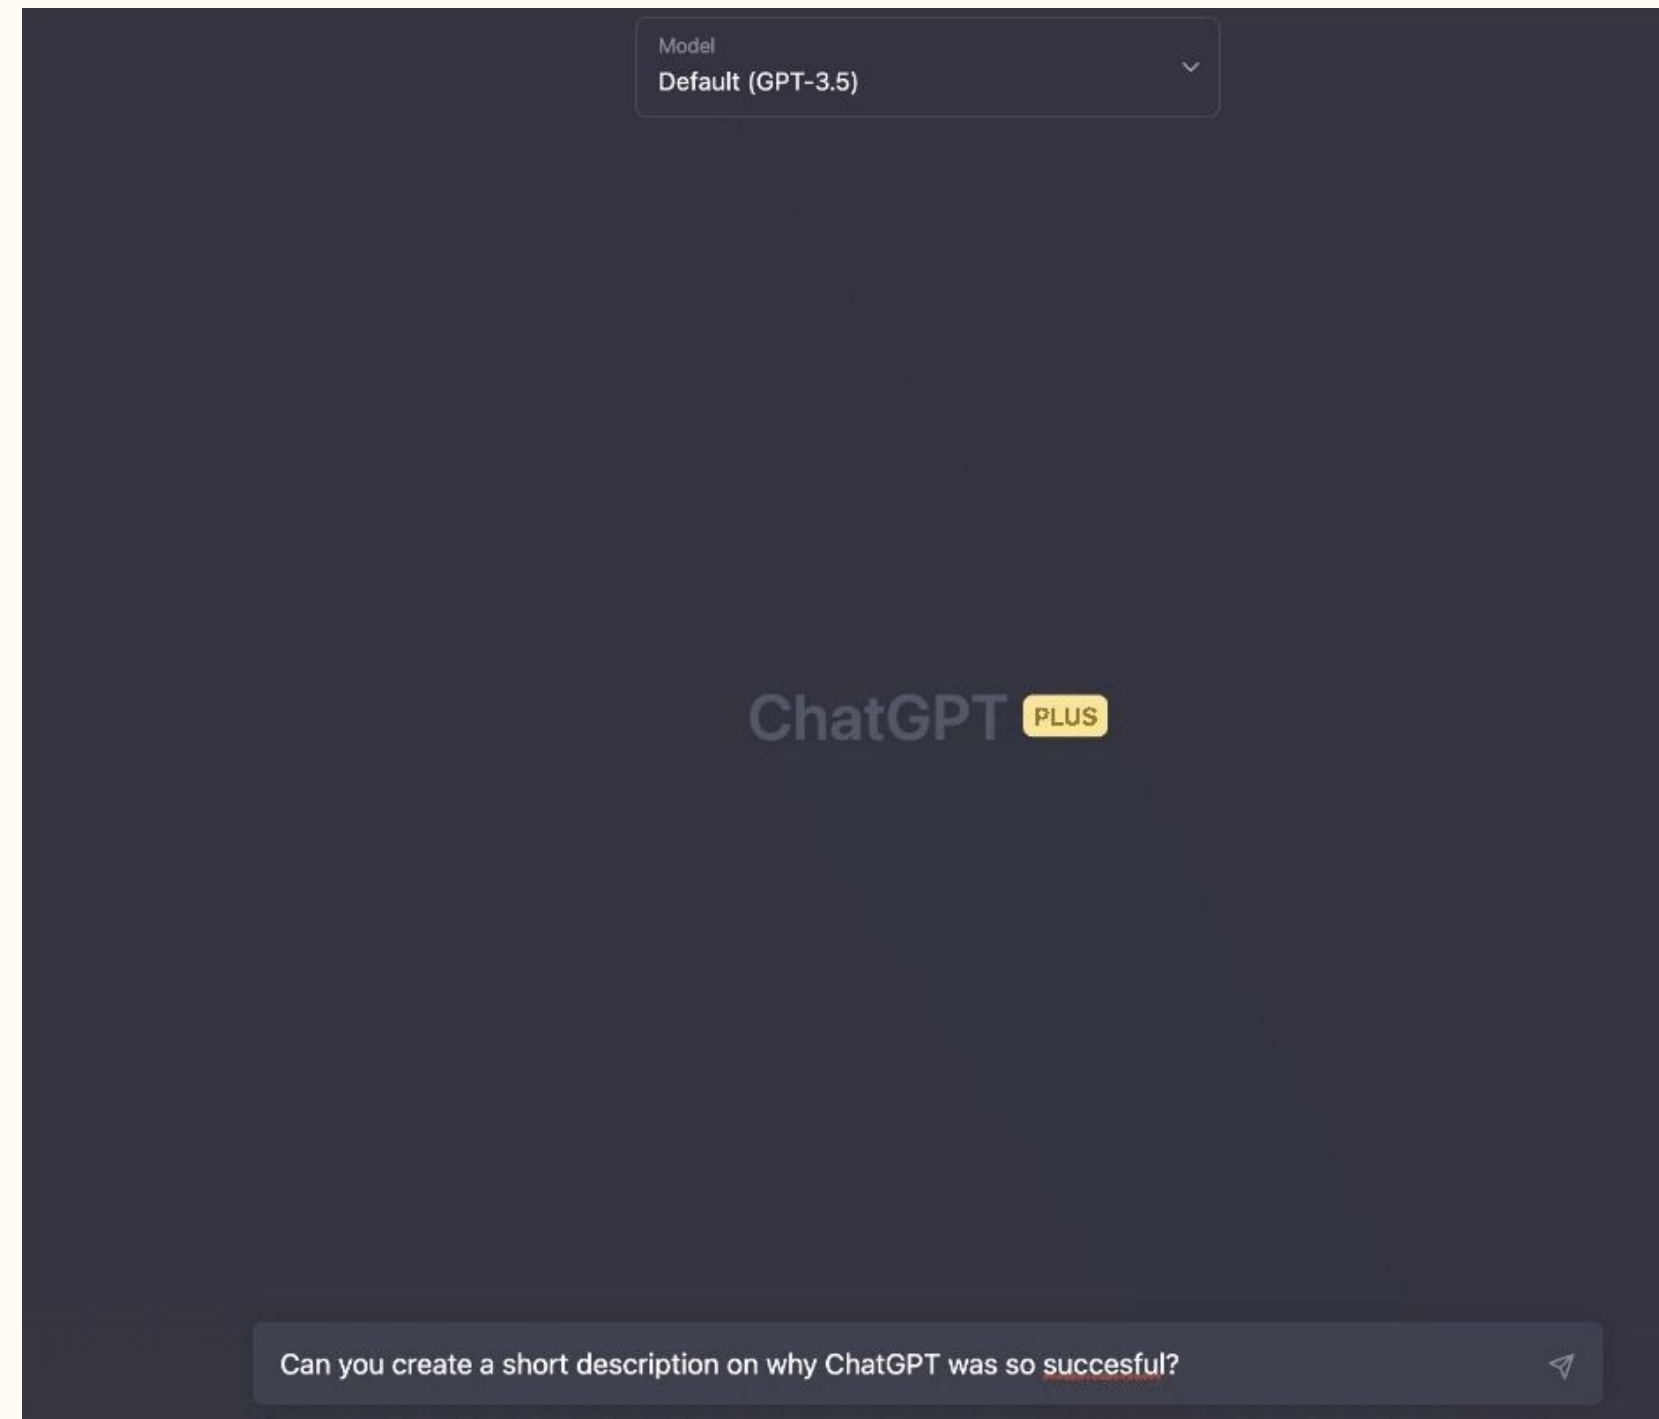 Model
Default (GPT-3.5)
ChatGPT PLUS
Can you create a short description on why ChatGPT was so succesful?